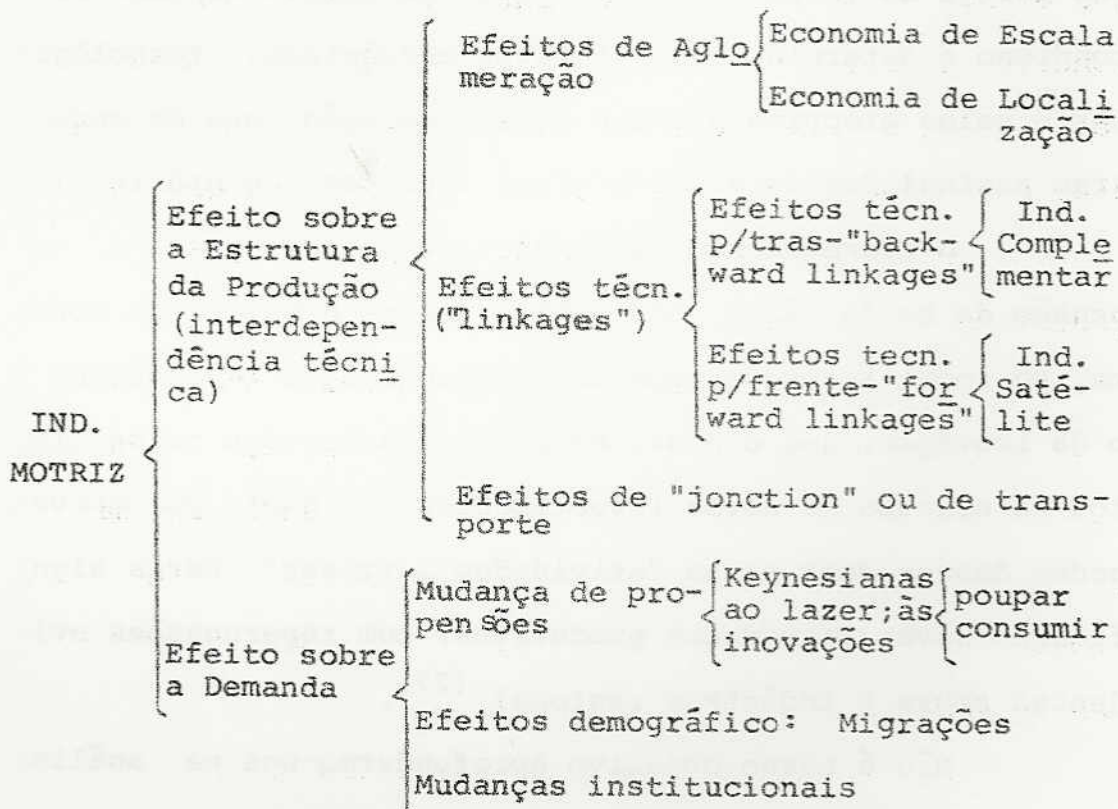 Efeitos de Aglo
meração
Economia de Escala
Economia de Locali
zação
Efeito sobre
a Estrutura
da Produção
(interdepen-
dência técni
ca)
Efeitos técn.
("linkages")
Efeitos técn.
p/tras-"back-
ward linkages"
Ind.
Comple
mentar
Efeitos tecn.
p/frente-"for
ward linkages"
Ind.
Saté-
lite
IND.
MOTRIZ
Efeitos de "jonction" ou de trans-
porte
Efeito sobre
a Demanda
Mudança de pro-
pensões
Keynesianas
ao lazer;às
inovações
poupar
consumir
Efeitos demográfico: Migrações
Mudanças institucionais